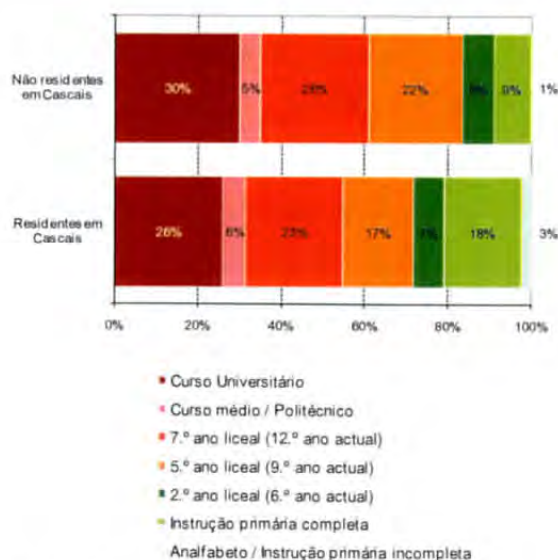 Não residentes
em Cascais
30%
5%
22%
9%
1%
Residentes em
Cascais
26%
6%
23%
17%
7%
18%
3%
0%
20%
40%
60%
80%
100%
Curso Universitário
Curso médio / Politécnico
7.º ano liceal (12.º ano actual)
5.º ano liceal (9.º ano actual)
2.º ano liceal (6.º ano actual)
Instrução primária completa
Analfabeto / Instrução primária incompleta